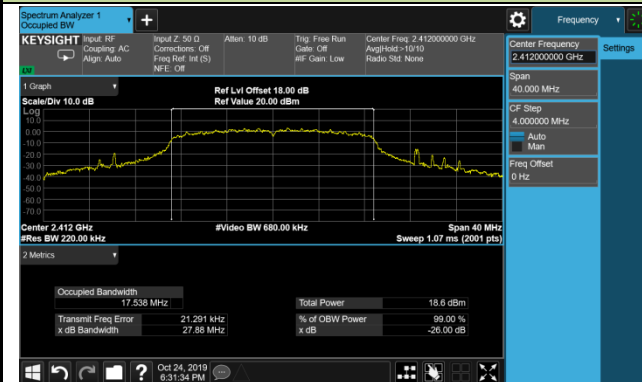 Spectrum Analyzer 1
Occupied BW
+
Frequency
KEYSIGHT
Input: RF
Coupling: AC
Align: Auto
Input Z: 50 Ω
Corrections: Off
Freq Ref: Int (S)
NFE: Off
Atten: 10 dB
Trig: Free Run
Gate: Off
#IF Gain: Low
Center Freq: 2.412000000 GHz
Avg|Hold:>10/10
Radio Std: None
1 Graph
Scale/Div 10.0 dB
Ref Lvl Offset 18.00 dB
Ref Value 20.00 dBm
Log
10.0
0.00
-10.0
-20.0
-30.0
-40.0
-50.0
-60.0
-70.0
Center 2.412 GHz
#Res BW 220.00 kHz
#Video BW 680.00 kHz
Span 40 MHz
Sweep 1.07 ms (2001 pts)
2 Metrics
Occupied Bandwidth
17.538 MHz
Transmit Freq Error 21.291 kHz
x dB Bandwidth 27.88 MHz
Total Power 18.6 dBm
% of OBW Power 99.00 %
x dB -26.00 dB
Center Frequency
2.412000000 GHz
Settings
Span
40.000 MHz
CF Step
4.000000 MHz
Auto
Man
Freq Offset
0 Hz
?
Oct 24, 2019
6:31:34 PM